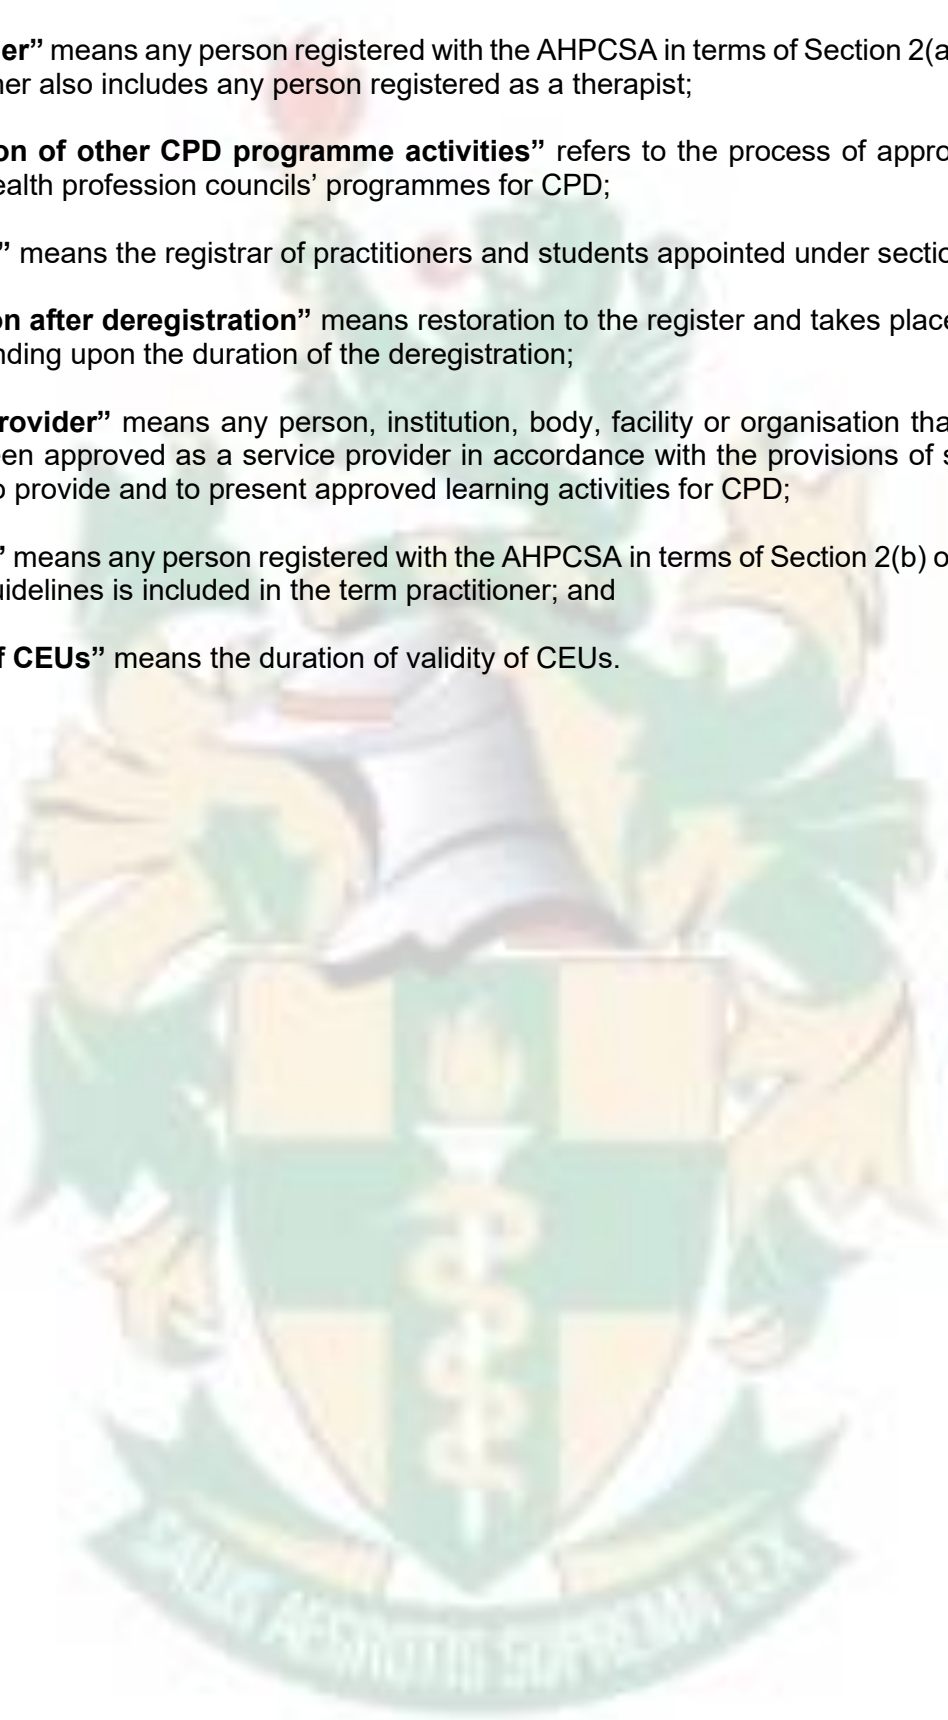 er” means any person registered with the AHPCSA in terms of Section 2(a
ner also includes any person registered as a therapist;
on of other CPD programme activities” refers to the process of appro
ealth profession councils’ programmes for CPD;
” means the registrar of practitioners and students appointed under sectio
on after deregistration” means restoration to the register and takes place
nding upon the duration of the deregistration;
rovider” means any person, institution, body, facility or organisation tha
en approved as a service provider in accordance with the provisions of s
o provide and to present approved learning activities for CPD;
” means any person registered with the AHPCSA in terms of Section 2(b) o
uidelines is included in the term practitioner; and
f CEUs” means the duration of validity of CEUs.
SALUS AEGROTIS SUPREMA LEX